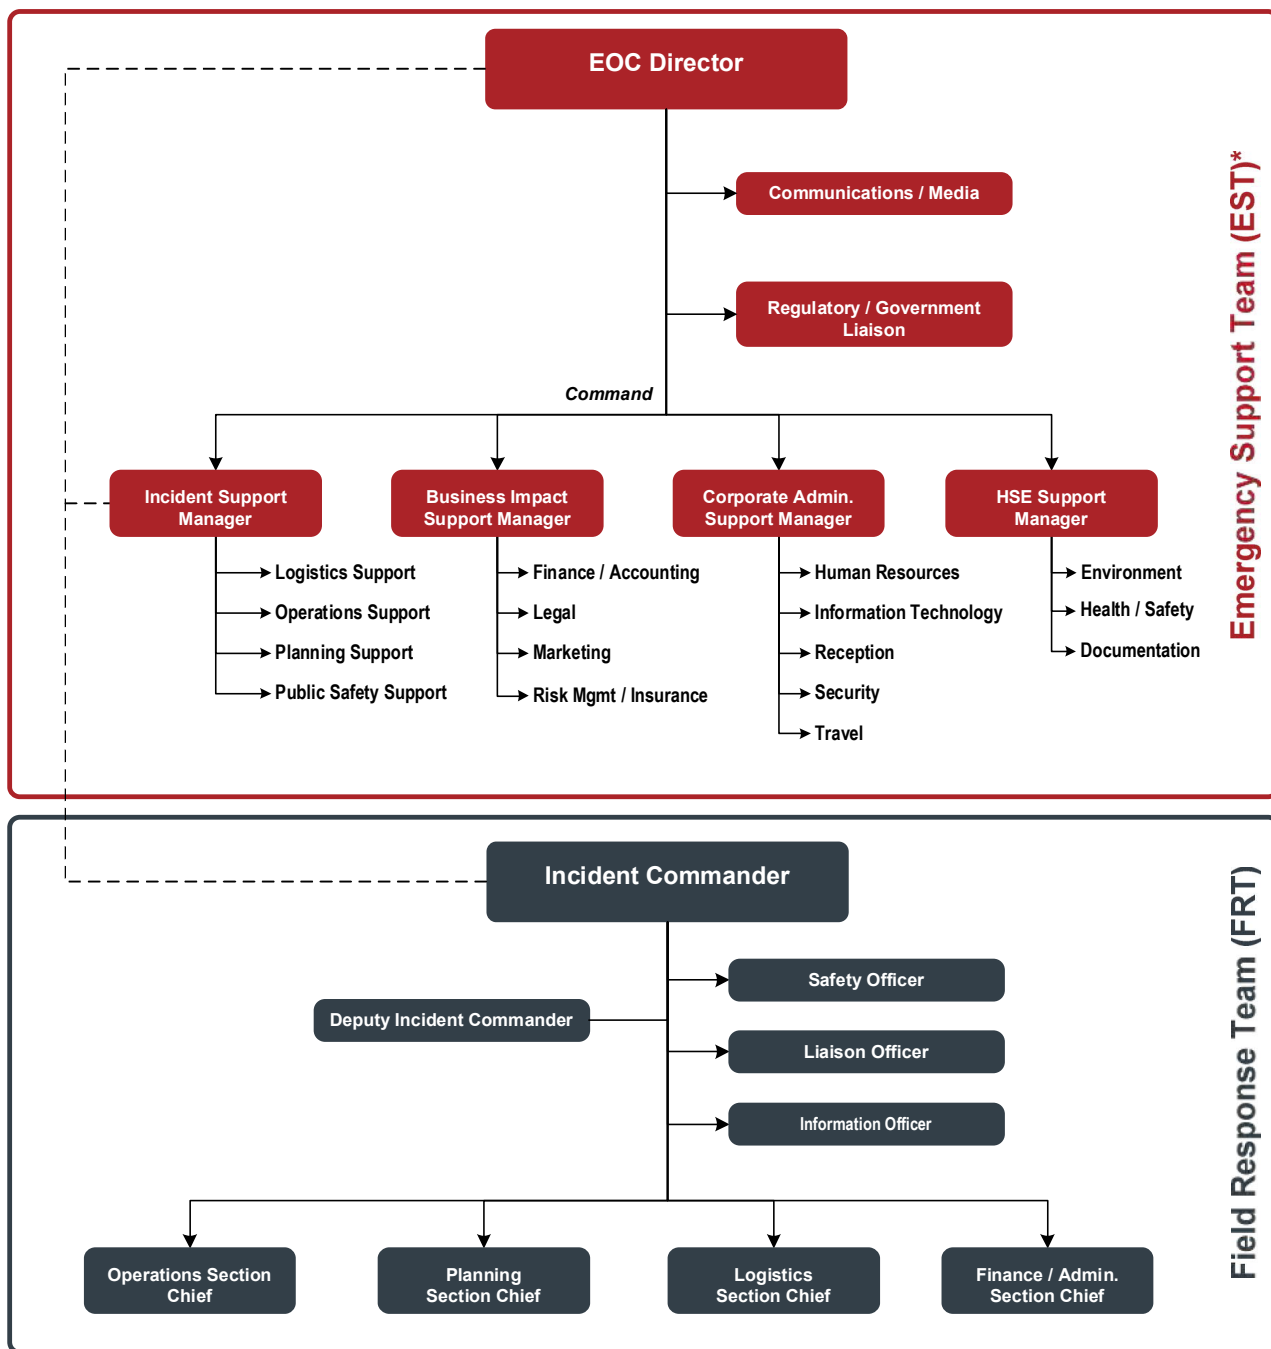 EOC Director
Communications / Media
Regulatory / Government
Liaison
Command
Incident Support
Manager
Business Impact
Support Manager
Corporate Admin.
Support Manager
HSE Support
Manager
Logistics Support
Operations Support
Planning Support
Public Safety Support
Finance / Accounting
Legal
Marketing
Risk Mgmt / Insurance
Human Resources
Information Technology
Reception
Security
Travel
Environment
Health / Safety
Documentation
Emergency Support Team (EST)*
Incident Commander
Safety Officer
Deputy Incident Commander
Liaison Officer
Information Officer
Operations Section
Chief
Planning
Section Chief
Logistics
Section Chief
Finance / Admin.
Section Chief
Field Response Team (FRT)